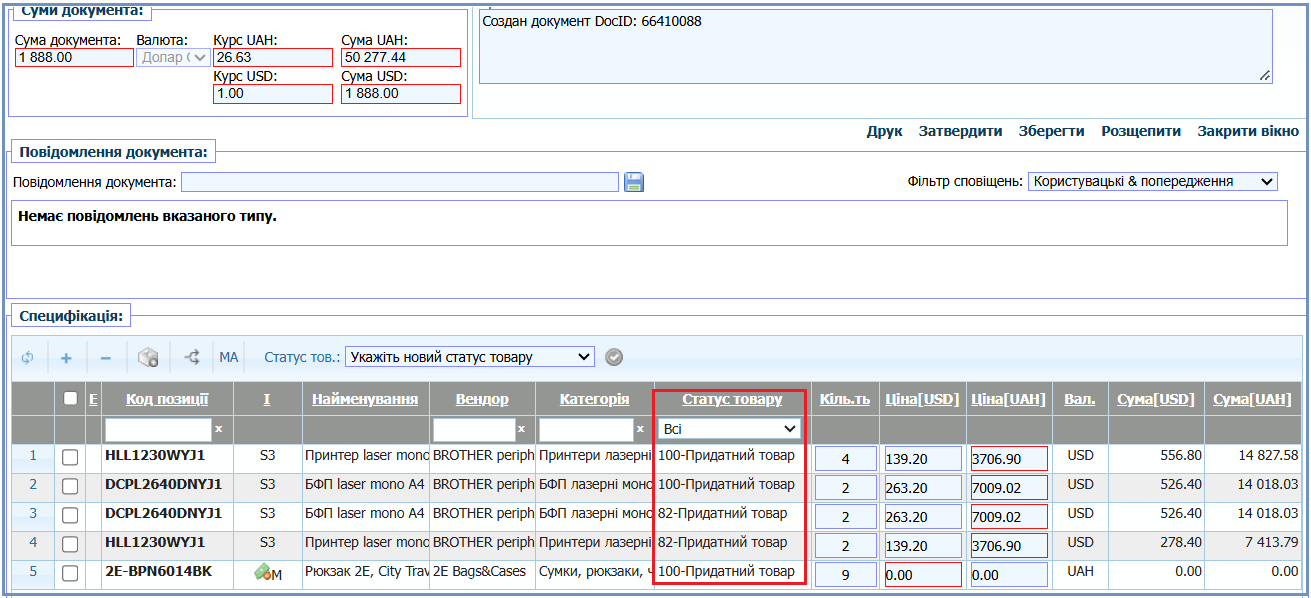 Суми документа:
Сума документа: Валюта: Курс UAH: Сума UAH:
1 888.00 Долар 26.63 50 277.44
Курс USD: Сума USD:
1.00 1 888.00
Создан документ DocID: 66410088
Друк Затвердити Зберегти Розщепити Закрити вікно
Повідомлення документа:
Повідомлення документа: Фільтр сповіщень: Користувацькі & попередження
Немає повідомлень вказаного типу.
Специфікація:
МА Статус тов.: Укажіть новий статус товару
Е Код позиції І Найменування Вендор Категорія Статус товару Кіль.ть Ціна[USD] Ціна[UAH] Вал. Сума[USD] Сума[UAH]
x x x Всі
1 HLL1230WYJ1 S3 Принтер laser mono BROTHER periph Принтери лазерні 100-Придатний товар 4 139.20 3706.90 USD 556.80 14 827.58
2 DCPL2640DNYJ1 S3 БФП laser mono A4 BROTHER periph БФП лазерні моно 100-Придатний товар 2 263.20 7009.02 USD 526.40 14 018.03
3 DCPL2640DNYJ1 S3 БФП laser mono A4 BROTHER periph БФП лазерні моно 82-Придатний товар 2 263.20 7009.02 USD 526.40 14 018.03
4 HLL1230WYJ1 S3 Принтер laser mono BROTHER periph Принтери лазерні 82-Придатний товар 2 139.20 3706.90 USD 278.40 7 413.79
5 2E-BPN6014BK М Рюкзак 2E, City Trav 2E Bags&Cases Сумки, рюкзаки, ч 100-Придатний товар 9 0.00 0.00 UAH 0.00 0.00